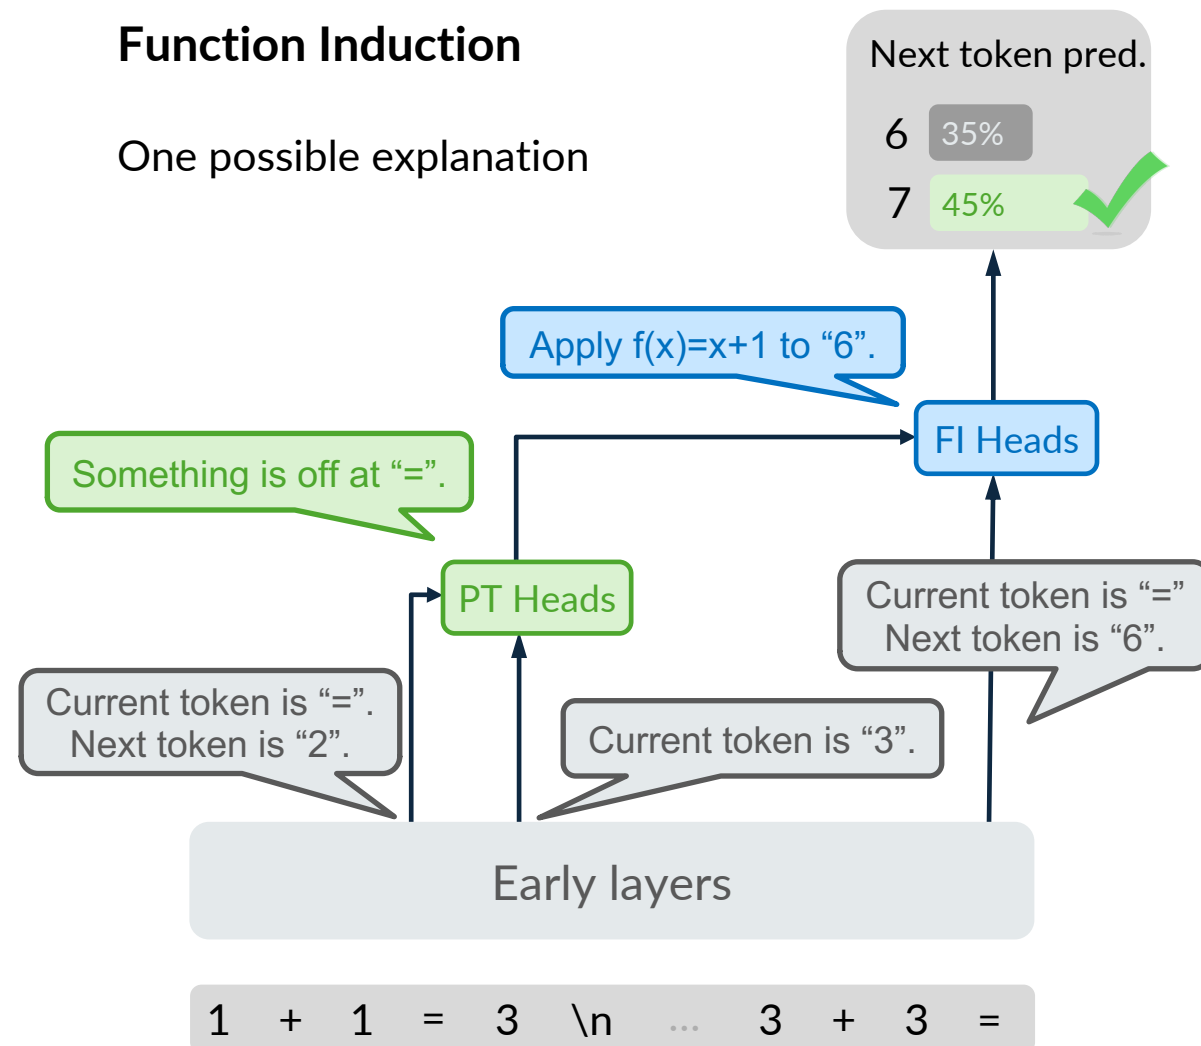 Function Induction
One possible explanation
Next token pred.
6 35%
7 45%
Apply f(x)=x+1 to “6”.
FI Heads
Something is off at “=”.
PT Heads
Current token is “=”
Next token is “6”.
Current token is “=”.
Next token is “2”.
Current token is “3”.
Early layers
1 + 1 = 3 \n ... 3 + 3 =